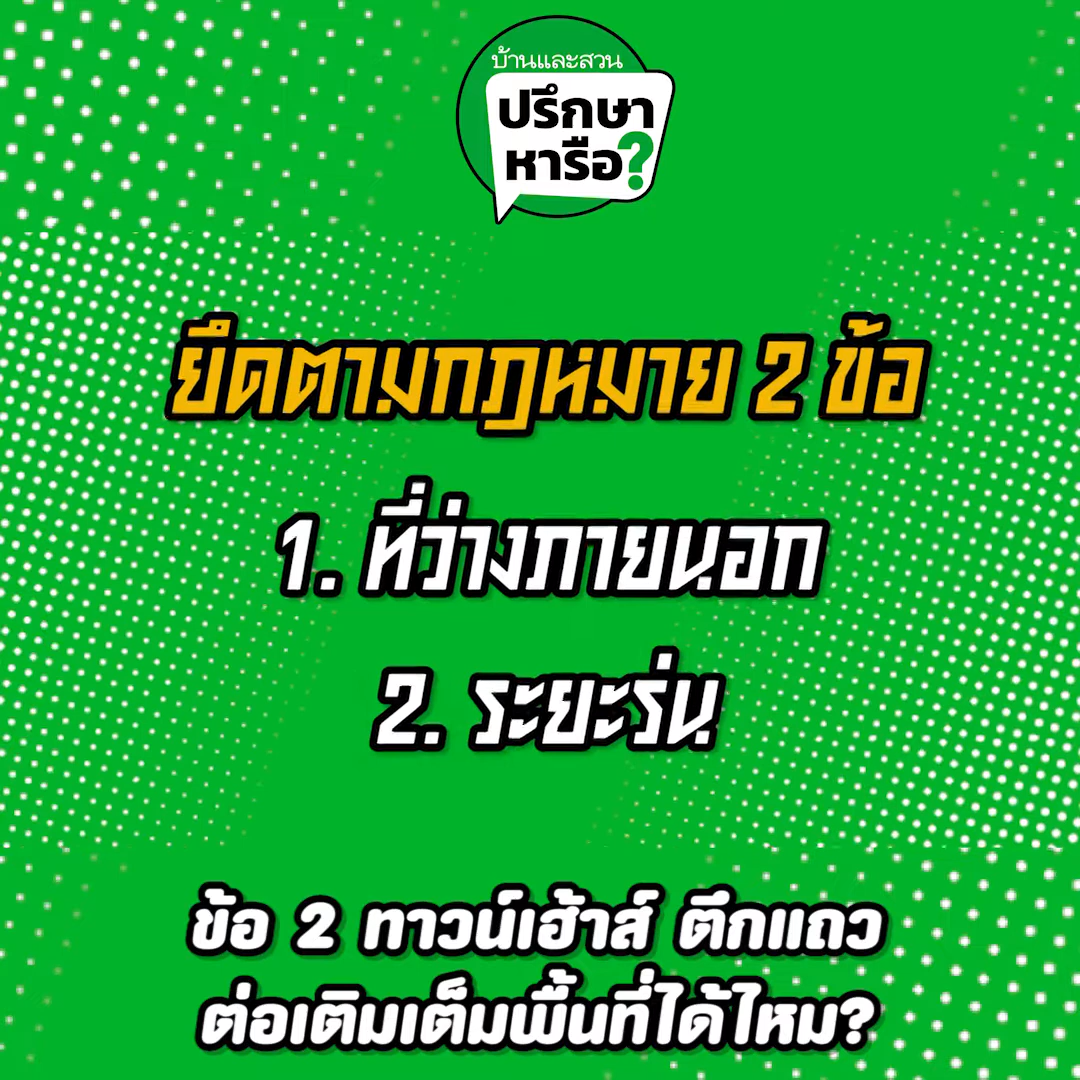 บ้านและสวน
ปรึกษา
หารือ?
ยึดตามกฎหมาย 2 ข้อ
1. ที่ว่างภายนอก
2. ระยะร่น
ข้อ 2 ทาวน์เฮ้าส์ ตึกแถว
ต่อเติมเต็มพื้นที่ได้ไหม?